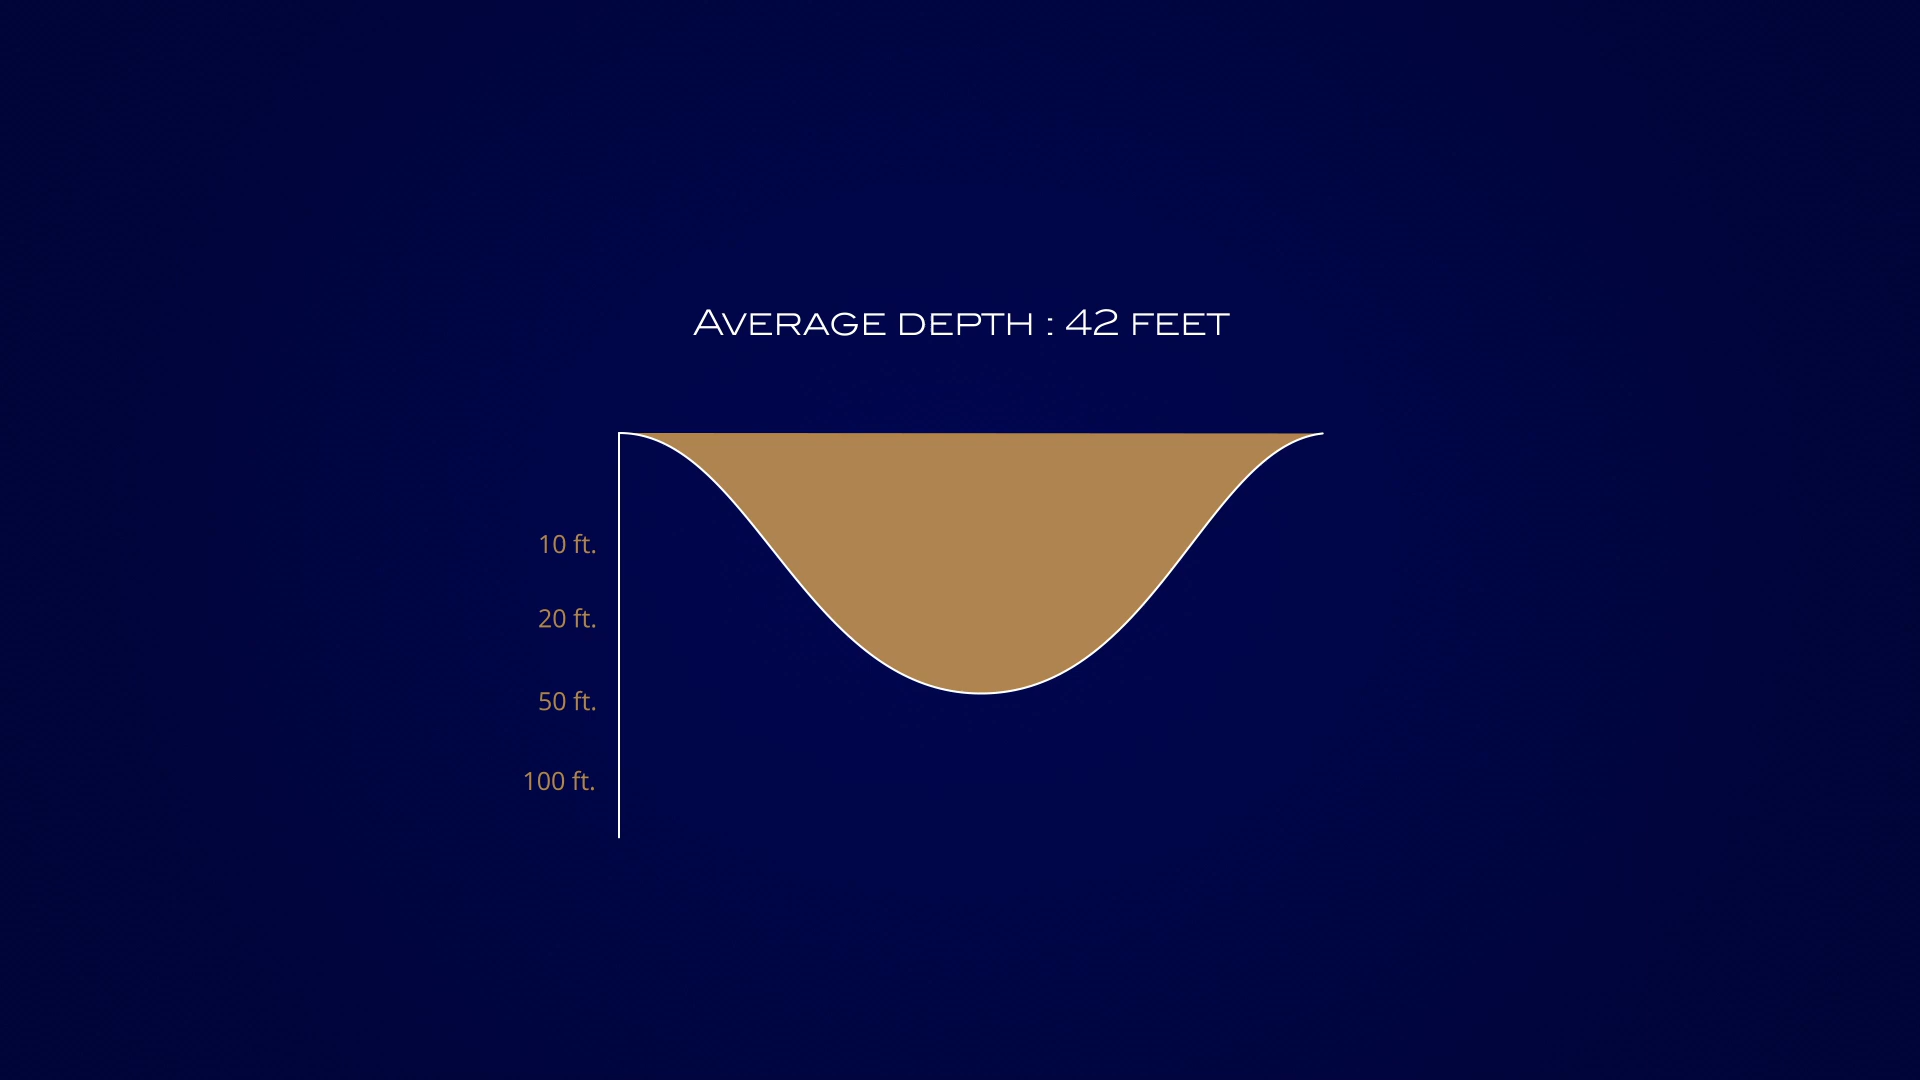 AVERAGE DEPTH : 42 FEET
10 ft.
20 ft.
50 ft.
100 ft.